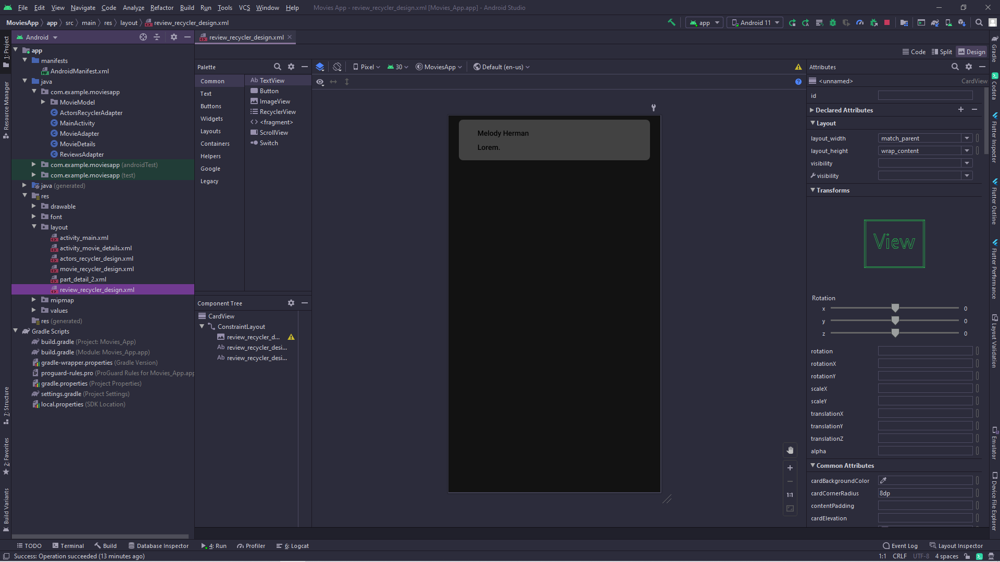 File Edit View Navigate Code Analyze Refactor Build Run Tools VCS Window Help Movies App - review_recycler_design.xml [Movies_App.app] - Android Studio
MoviesApp app src main res layout review_recycler_design.xml app Android 11
Android
review_recycler_design.xml
Code Split Design
1: Project
Resource Manager
7: Structure
2: Favorites
Build Variants
app
manifests
AndroidManifest.xml
java
com.example.moviesapp
MovieModel
ActorsRecyclerAdapter
MainActivity
MovieAdapter
MovieDetails
ReviewsAdapter
com.example.moviesapp (androidTest)
com.example.moviesapp (test)
java (generated)
res
drawable
font
layout
activity_main.xml
activity_movie_details.xml
actors_recycler_design.xml
movie_recycler_design.xml
part_detail_2.xml
review_recycler_design.xml
mipmap
values
res (generated)
Gradle Scripts
build.gradle (Project: Movies_App)
build.gradle (Module: Movies_App.app)
gradle-wrapper.properties (Gradle Version)
proguard-rules.pro (ProGuard Rules for Movies_App.app
gradle.properties (Project Properties)
settings.gradle (Project Settings)
local.properties (SDK Location)
Palette
Common
Text
Buttons
Widgets
Layouts
Containers
Helpers
Google
Legacy
Ab TextView
Button
ImageView
RecyclerView
<fragment>
ScrollView
Switch
Component Tree
CardView
ConstraintLayout
review_recycler_d...
Ab review_recycler_desi...
Ab review_recycler_desi...
Pixel 30 MoviesApp Default (en-us)
Melody Herman
Lorem.
1:1
Attributes
<unnamed> CardView
id
Declared Attributes
Layout
layout_width match_parent
layout_height wrap_content
visibility
visibility
Transforms
View
Rotation
x 0
y 0
z 0
rotation
rotationX
rotationY
scaleX
scaleY
translationX
translationY
translationZ
alpha
Common Attributes
cardBackgroundColor
cardCornerRadius 8dp
contentPadding
cardElevation
Gradle
Codota
Flutter Inspector
Flutter Outline
Flutter Performance
Layout Validation
Emulator
Device File Explorer
TODO Terminal Build Database Inspector 4: Run Profiler 6: Logcat Event Log Layout Inspector
Success: Operation succeeded (13 minutes ago) 1:1 CRLF UTF-8 4 spaces